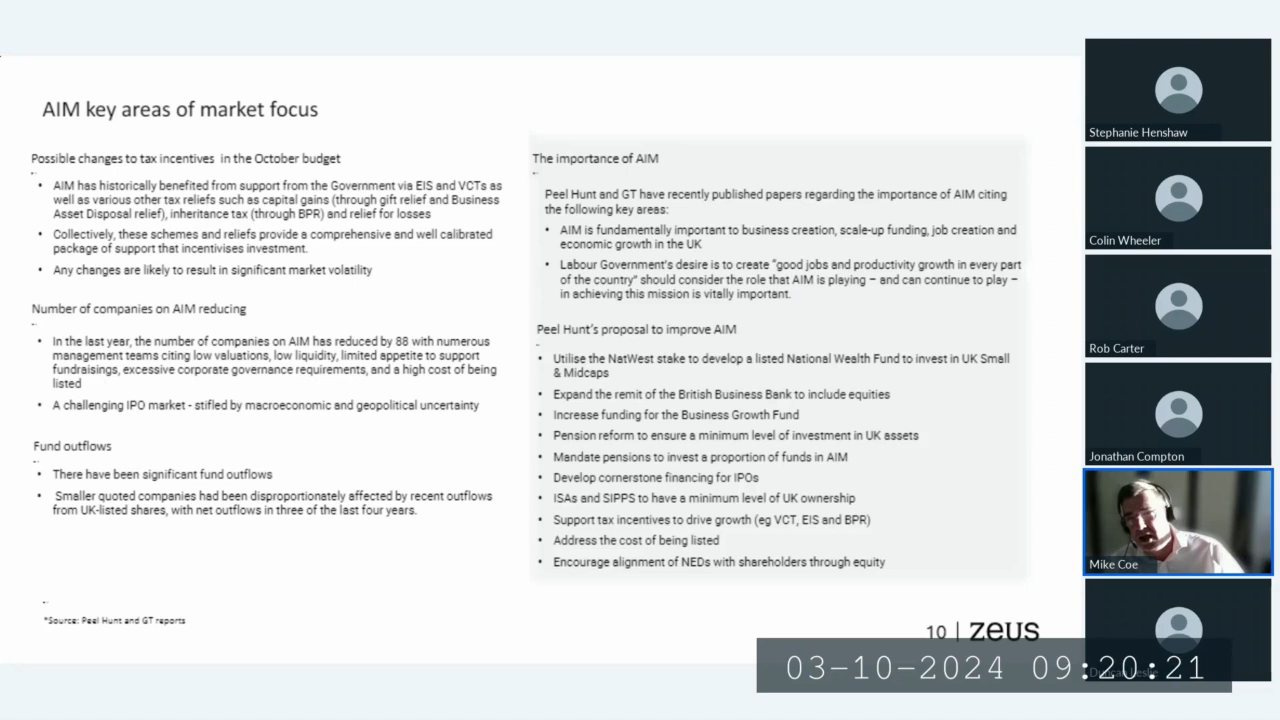 AIM key areas of market focus
Possible changes to tax incentives in the October budget
• AIM has historically benefited from support from the Government via EIS and VCTs as
well as various other tax reliefs such as capital gains (through gift relief and Business
Asset Disposal relief), inheritance tax (through BPR) and relief for losses
• Collectively, these schemes and reliefs provide a comprehensive and well calibrated
package of support that incentivises investment.
• Any changes are likely to result in significant market volatility
Number of companies on AIM reducing
• In the last year, the number of companies on AIM has reduced by 88 with numerous
management teams citing low valuations, low liquidity, limited appetite to support
fundraisings, excessive corporate governance requirements, and a high cost of being
listed
• A challenging IPO market - stifled by macroeconomic and geopolitical uncertainty
Fund outflows
• There have been significant fund outflows
• Smaller quoted companies had been disproportionately affected by recent outflows
from UK-listed shares, with net outflows in three of the last four years.
*Source: Peel Hunt and GT reports
The importance of AIM
Peel Hunt and GT have recently published papers regarding the importance of AIM citing
the following key areas:
• AIM is fundamentally important to business creation, scale-up funding, job creation and
economic growth in the UK
• Labour Government's desire is to create "good jobs and productivity growth in every part
of the country" should consider the role that AIM is playing – and can continue to play –
in achieving this mission is vitally important.
Peel Hunt's proposal to improve AIM
• Utilise the NatWest stake to develop a listed National Wealth Fund to invest in UK Small
& Midcaps
• Expand the remit of the British Business Bank to include equities
• Increase funding for the Business Growth Fund
• Pension reform to ensure a minimum level of investment in UK assets
• Mandate pensions to invest a proportion of funds in AIM
• Develop cornerstone financing for IPOs
• ISAs and SIPPS to have a minimum level of UK ownership
• Support tax incentives to drive growth (eg VCT, EIS and BPR)
• Address the cost of being listed
• Encourage alignment of NEDs with shareholders through equity
10 | zeus
Stephanie Henshaw
Colin Wheeler
Rob Carter
Jonathan Compton
Mike Coe
03-10-2024 09:20:21